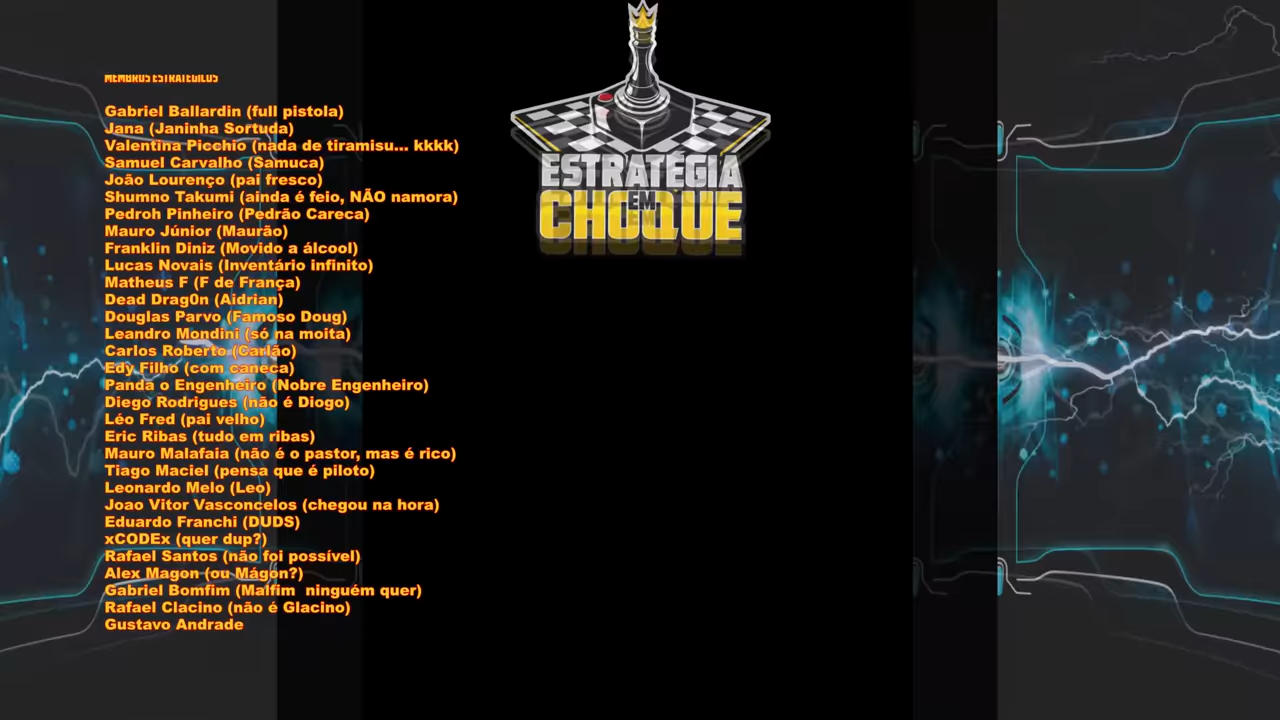 MEMBROS ESTRATÉGICOS
Gabriel Ballardin (full pistola)
Jana (Janinha Sortuda)
Valentina Picchio (nada de tiramisu... kkkk)
Samuel Carvalho (Samuca)
João Lourenço (pai fresco)
Shumno Takumi (ainda é feio, NÃO namora)
Pedroh Pinheiro (Pedrão Careca)
Mauro Júnior (Maurão)
Franklin Diniz (Movido a álcool)
Lucas Novais (Inventário infinito)
Matheus F (F de França)
Dead Drag0n (Aidrian)
Douglas Parvo (Famoso Doug)
Leandro Mondini (só na moita)
Carlos Roberto (Carlão)
Edy Filho (com caneca)
Panda o Engenheiro (Nobre Engenheiro)
Diego Rodrigues (não é Diogo)
Léo Fred (pai velho)
Eric Ribas (tudo em ribas)
Mauro Malafaia (não é o pastor, mas é rico)
Tiago Maciel (pensa que é piloto)
Leonardo Melo (Leo)
Joao Vitor Vasconcelos (chegou na hora)
Eduardo Franchi (DUDS)
xCODEx (quer dup?)
Rafael Santos (não foi possível)
Alex Magon (ou Mágon?)
Gabriel Bomfim (Malfim  ninguém quer)
Rafael Clacino (não é Glacino)
Gustavo Andrade
ESTRATÉGIA
EM
CHOQUE